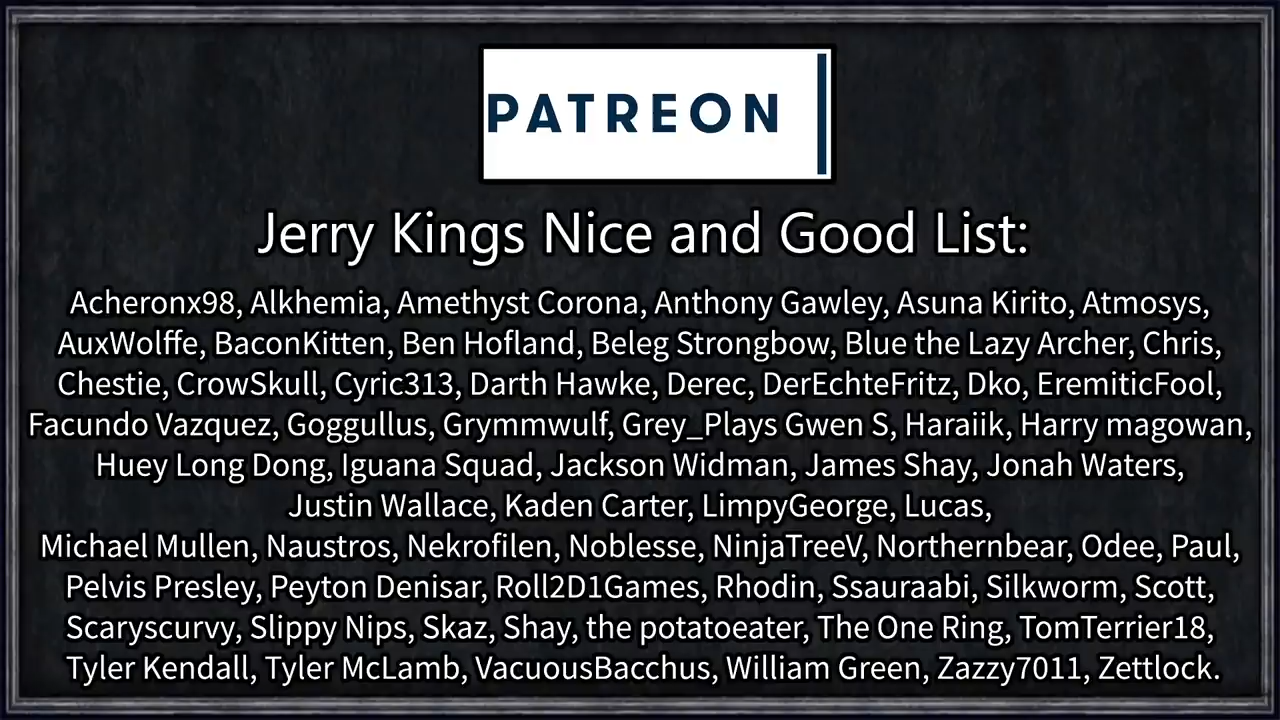 PATREON
Jerry Kings Nice and Good List:
Acheronx98, Alkhemia, Amethyst Corona, Anthony Gawley, Asuna Kirito, Atmosys,
AuxWolffe, BaconKitten, Ben Hofland, Beleg Strongbow, Blue the Lazy Archer, Chris,
Chestie, CrowSkull, Cyric313, Darth Hawke, Derec, DerEchteFritz, Dko, EremiticFool,
Facundo Vazquez, Goggullus, Grymmwulf, Grey_Plays Gwen S, Haraiik, Harry magowan,
Huey Long Dong, Iguana Squad, Jackson Widman, James Shay, Jonah Waters,
Justin Wallace, Kaden Carter, LimpyGeorge, Lucas,
Michael Mullen, Naustros, Nekrofilen, Noblesse, NinjaTreeV, Northernbear, Odee, Paul,
Pelvis Presley, Peyton Denisar, Roll2D1Games, Rhodin, Ssauraabi, Silkworm, Scott,
Scaryscurvy, Slippy Nips, Skaz, Shay, the potatoeater, The One Ring, TomTerrier18,
Tyler Kendall, Tyler McLamb, VacuousBacchus, William Green, Zazzy7011, Zettlock.